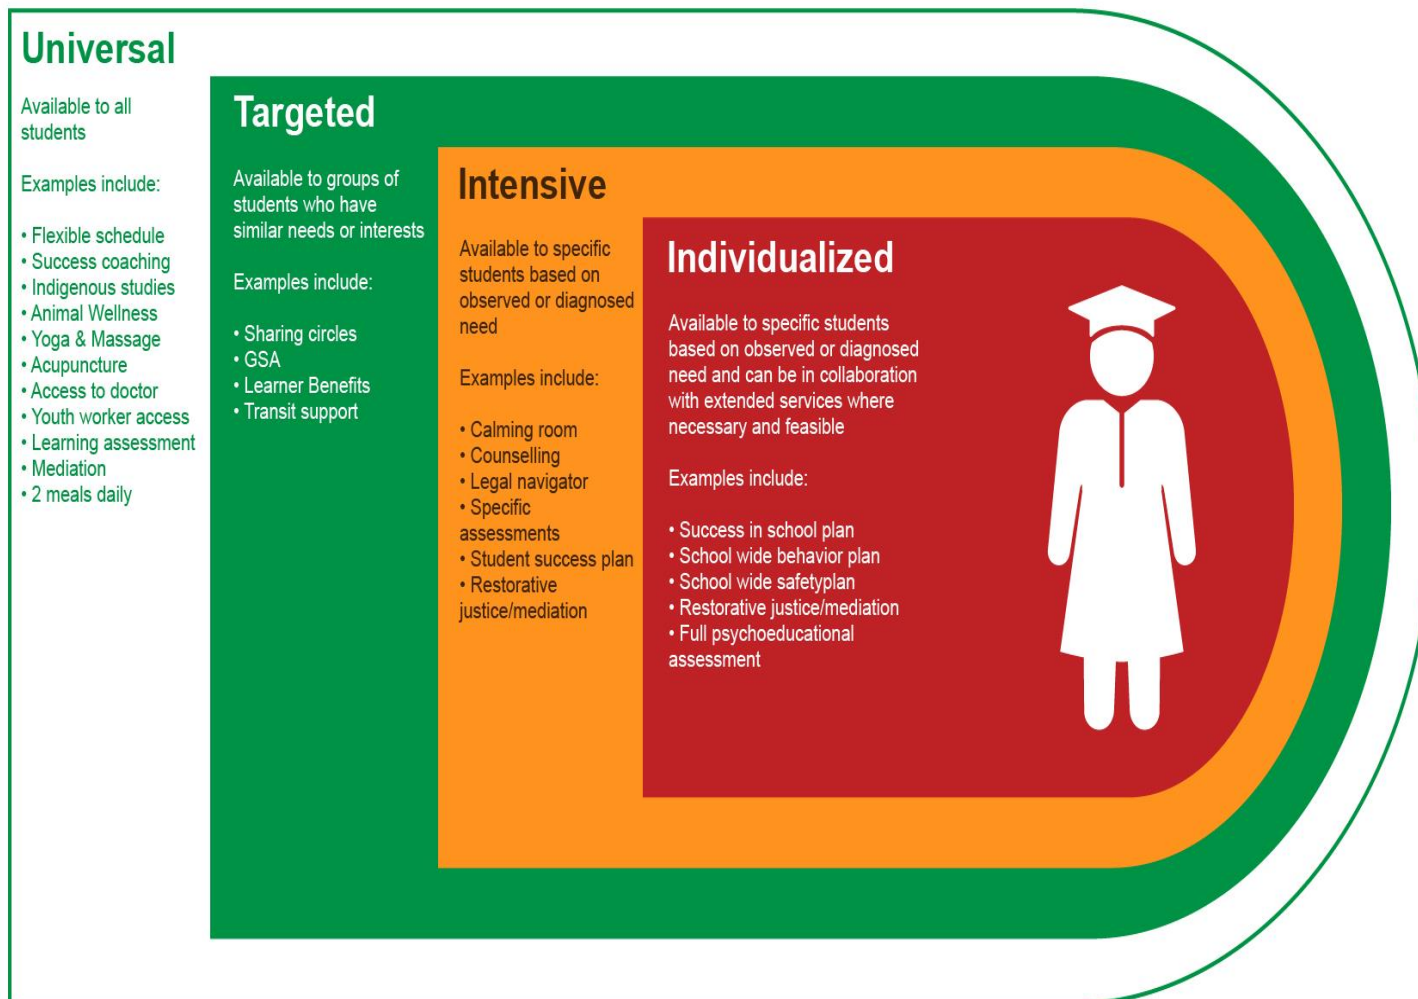 Universal
Available to all
students
Examples include:
• Flexible schedule
• Success coaching
• Indigenous studies
• Animal Wellness
• Yoga & Massage
• Acupuncture
• Access to doctor
• Youth worker access
• Learning assessment
• Mediation
• 2 meals daily
Targeted
Available to groups of
students who have
similar needs or interests
Examples include:
• Sharing circles
• GSA
• Learner Benefits
• Transit support
Intensive
Available to specific
students based on
observed or diagnosed
need
Examples include:
• Calming room
• Counselling
• Legal navigator
• Specific
assessments
• Student success plan
• Restorative
justice/mediation
Individualized
Available to specific students
based on observed or diagnosed
need and can be in collaboration
with extended services where
necessary and feasible
Examples include:
• Success in school plan
• School wide behavior plan
• School wide safetyplan
• Restorative justice/mediation
• Full psychoeducational
assessment